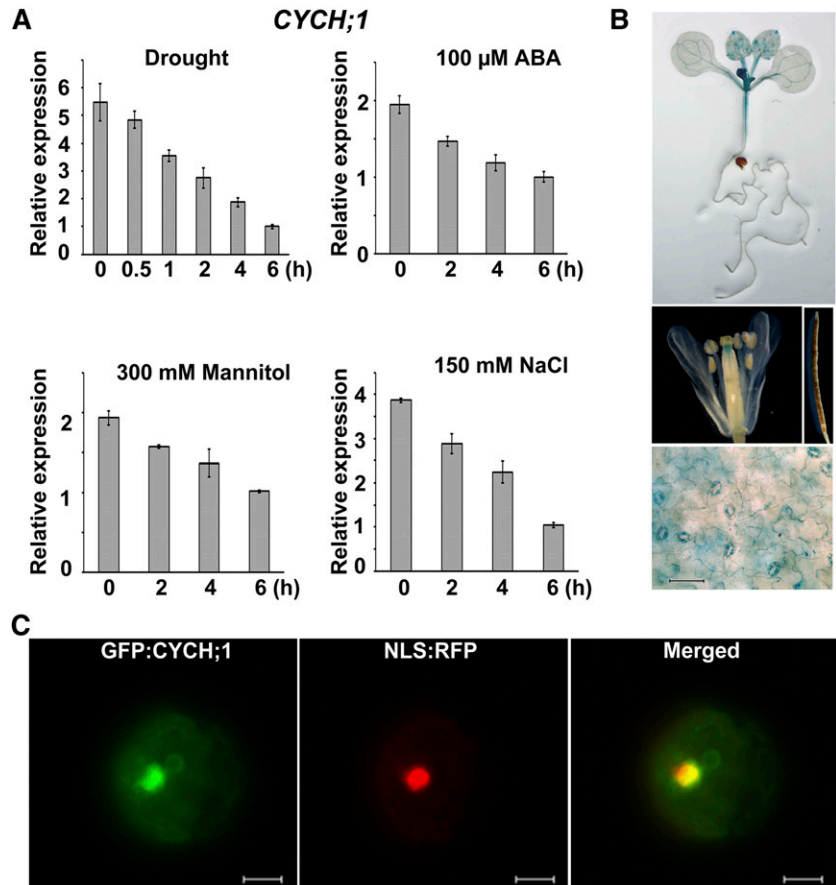 A
CYCH;1
B
Drought
Relative expression
6
5
4
3
2
1
0
0 0.5 1 2 4 6 (h)
100 µM ABA
Relative expression
2
1
0
0 2 4 6 (h)
300 mM Mannitol
Relative expression
2
1
0
0 2 4 6 (h)
150 mM NaCl
Relative expression
4
3
2
1
0
0 2 4 6 (h)
C
GFP:CYCH;1
NLS:RFP
Merged